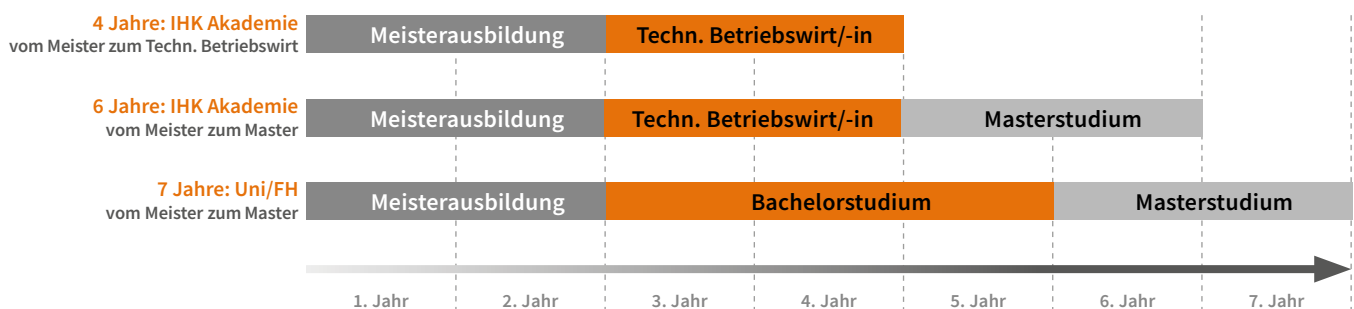 4 Jahre: IHK Akademie
vom Meister zum Techn. Betriebswirt
Meisterausbildung
Techn. Betriebswirt/-in
6 Jahre: IHK Akademie
vom Meister zum Master
Meisterausbildung
Techn. Betriebswirt/-in
Masterstudium
7 Jahre: Uni/FH
vom Meister zum Master
Meisterausbildung
Bachelorstudium
Masterstudium
1. Jahr
2. Jahr
3. Jahr
4. Jahr
5. Jahr
6. Jahr
7. Jahr